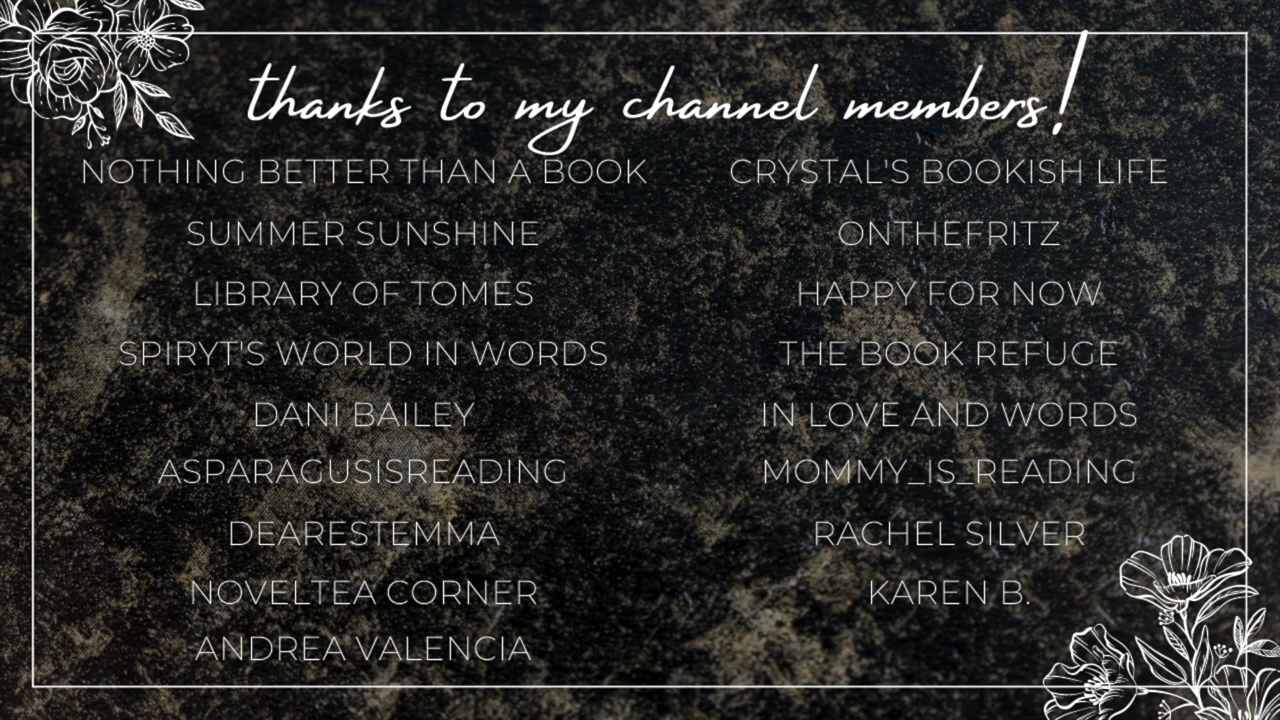 thanks to my channel members!
NOTHING BETTER THAN A BOOK
SUMMER SUNSHINE
LIBRARY OF TOMES
SPIRYT'S WORLD IN WORDS
DANI BAILEY
ASPARAGUSISREADING
DEARESTEMMA
NOVELTEA CORNER
ANDREA VALENCIA
CRYSTAL'S BOOKISH LIFE
ONTHEFRITZ
HAPPY FOR NOW
THE BOOK REFUGE
IN LOVE AND WORDS
MOMMY_IS_READING
RACHEL SILVER
KAREN B.